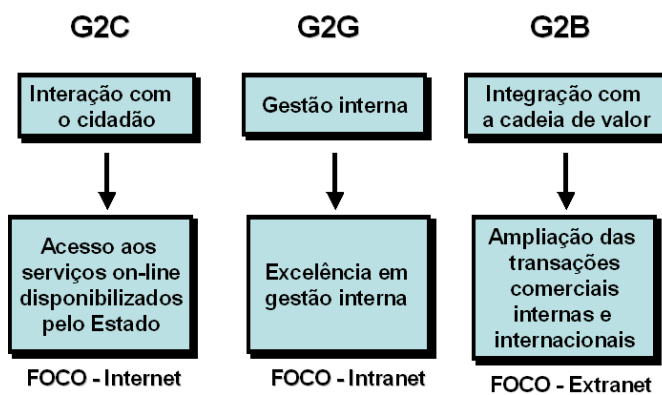 G2C
Interação com
o cidadão
Acesso aos
serviços on-line
disponibilizados
pelo Estado
FOCO - Internet
G2G
Gestão interna
Excelência em
gestão interna
FOCO - Intranet
G2B
Integração com
a cadeia de valor
Ampliação das
transações
comerciais
internas e
internacionais
FOCO - Extranet